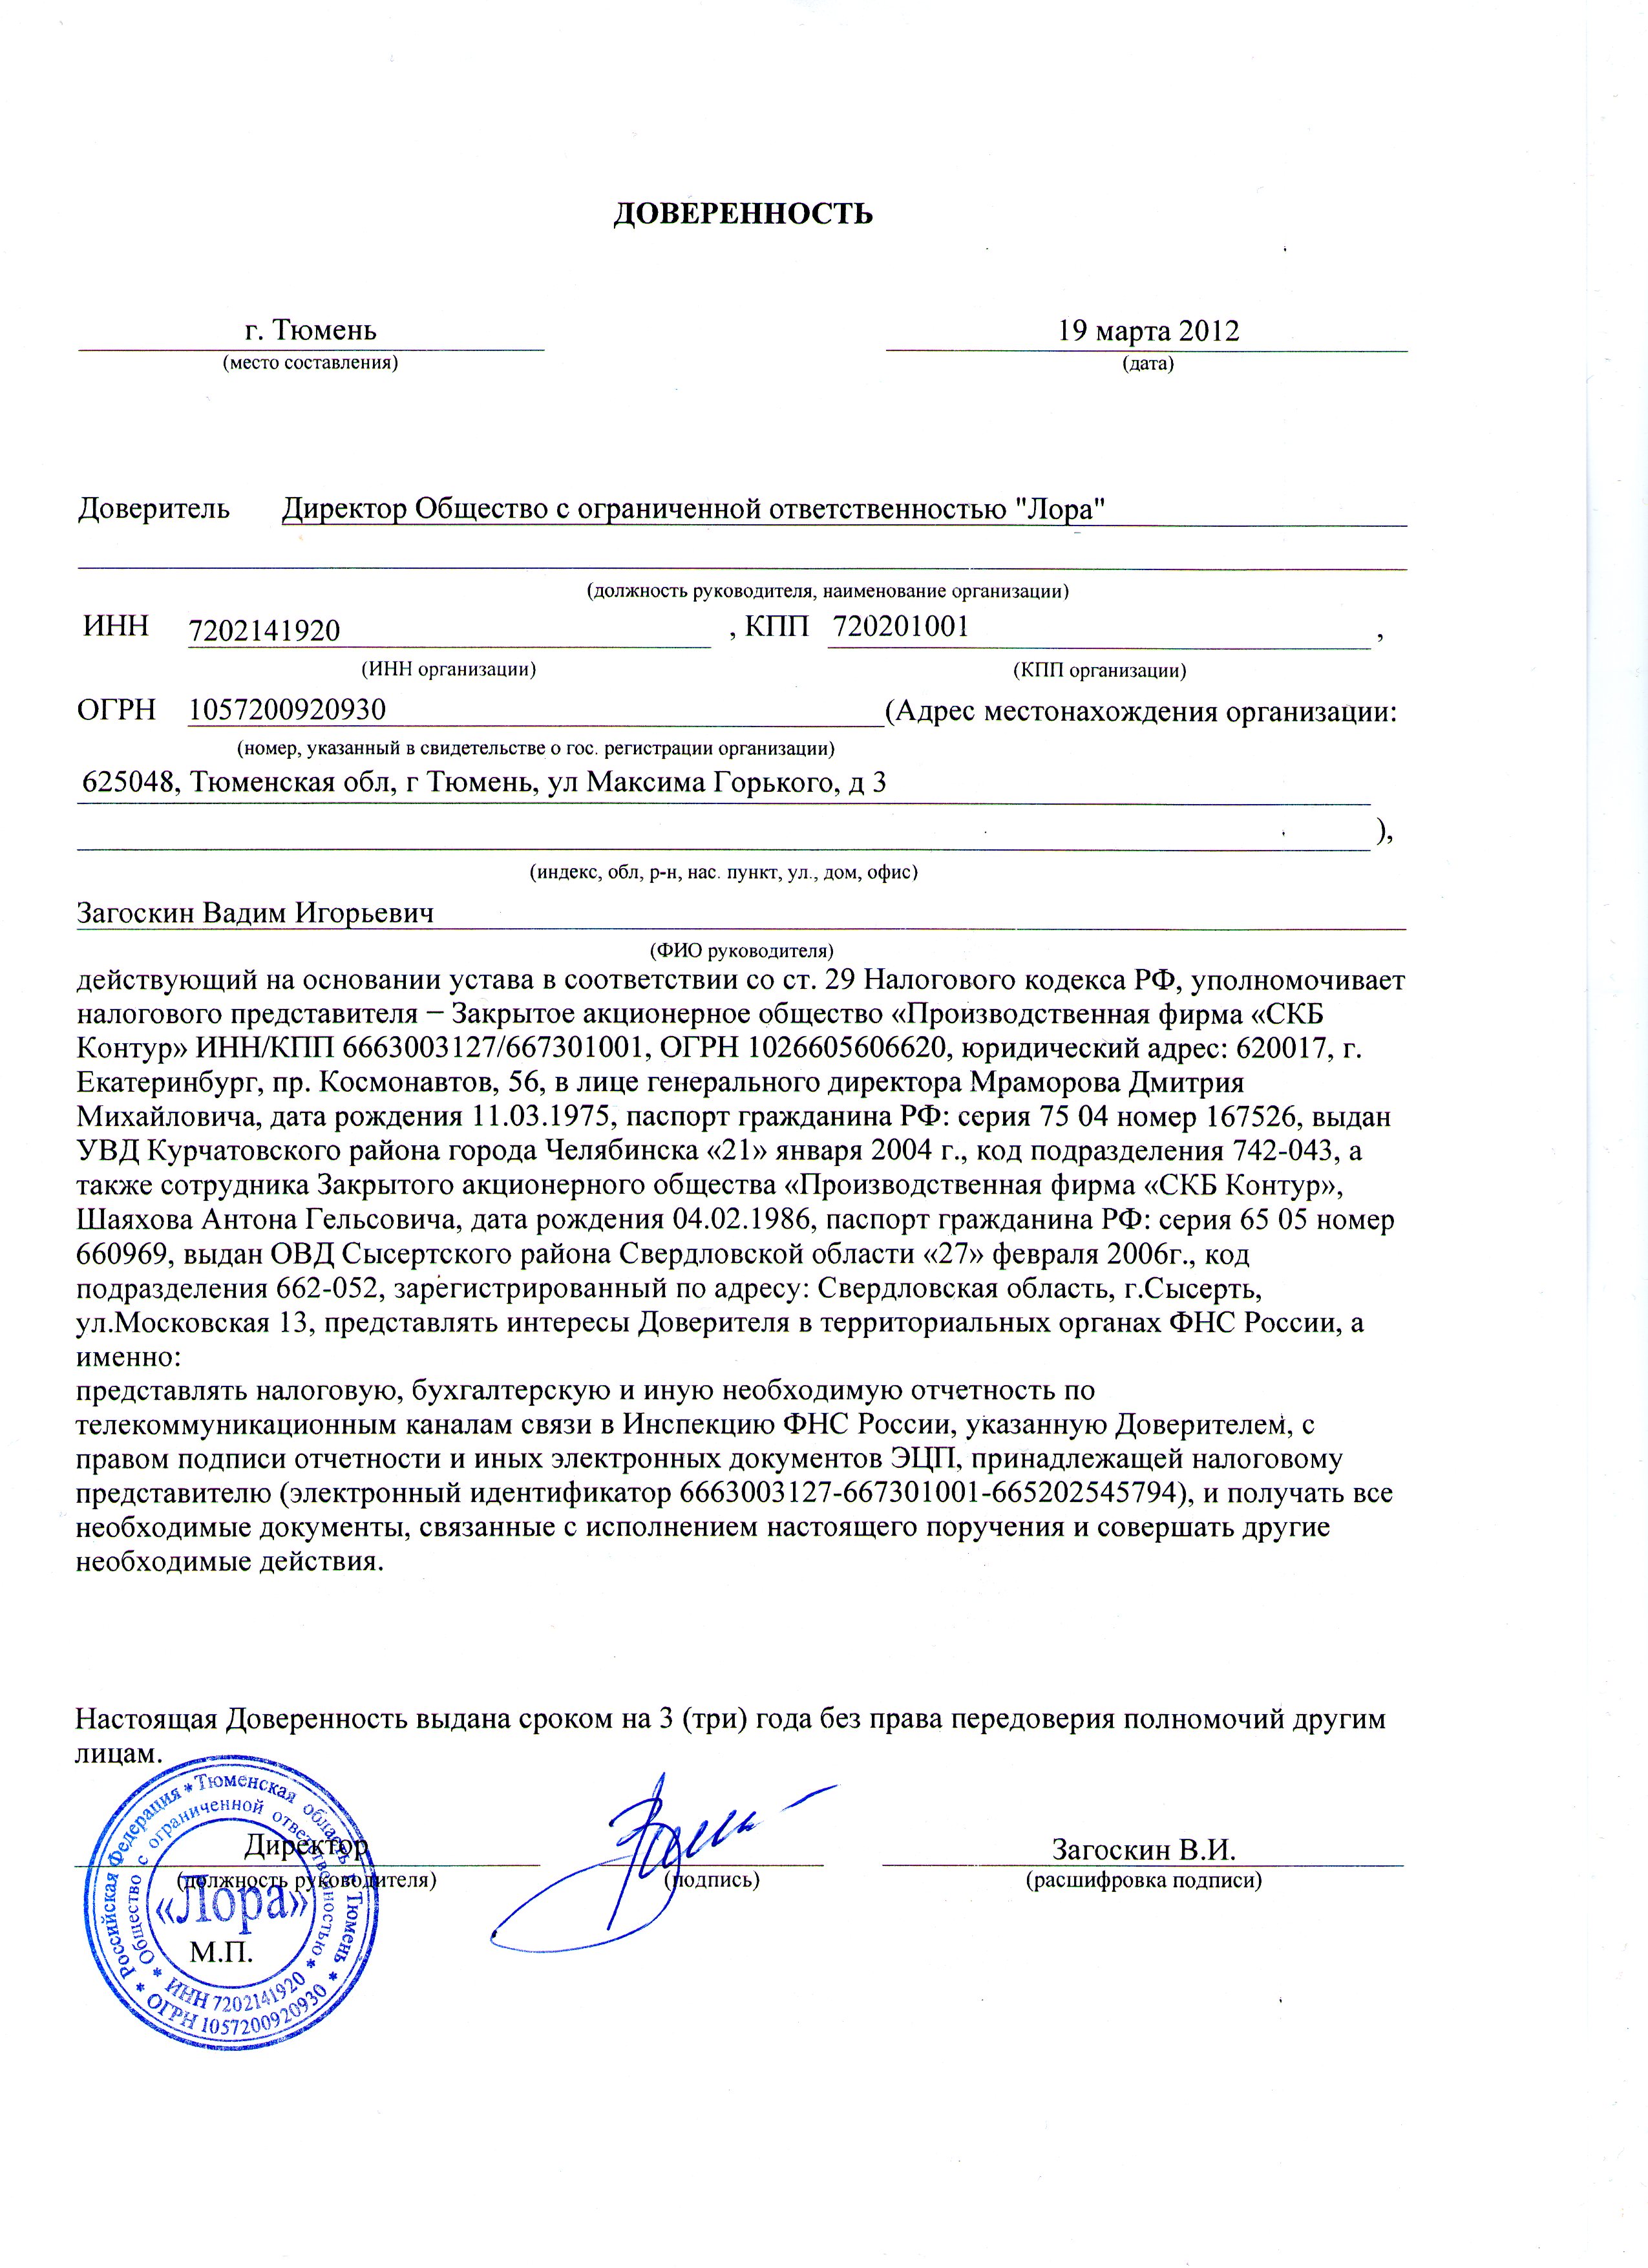 ДОВЕРЕННОСТЬ
г. Тюмень 19 марта 2012
(место составления) (дата)
Доверитель Директор Общество с ограниченной ответственностью "Лора"
(должность руководителя, наименование организации)
ИНН 7202141920 , КПП 720201001 ,
(ИНН организации) (КПП организации)
ОГРН 1057200920930 (Адрес местонахождения организации:
(номер, указанный в свидетельстве о гос. регистрации организации)
625048, Тюменская обл, г Тюмень, ул Максима Горького, д 3
),
(индекс, обл, р-н, нас. пункт, ул., дом, офис)
Загоскин Вадим Игорьевич
(ФИО руководителя)
действующий на основании устава в соответствии со ст. 29 Налогового кодекса РФ, уполномочивает
налогового представителя − Закрытое акционерное общество «Производственная фирма «СКБ
Контур» ИНН/КПП 6663003127/667301001, ОГРН 1026605606620, юридический адрес: 620017, г.
Екатеринбург, пр. Космонавтов, 56, в лице генерального директора Мраморова Дмитрия
Михайловича, дата рождения 11.03.1975, паспорт гражданина РФ: серия 75 04 номер 167526, выдан
УВД Курчатовского района города Челябинска «21» января 2004 г., код подразделения 742-043, а
также сотрудника Закрытого акционерного общества «Производственная фирма «СКБ Контур»,
Шаяхова Антона Гельсовича, дата рождения 04.02.1986, паспорт гражданина РФ: серия 65 05 номер
660969, выдан ОВД Сысертского района Свердловской области «27» февраля 2006г., код
подразделения 662-052, зарегистрированный по адресу: Свердловская область, г.Сысерть,
ул.Московская 13, представлять интересы Доверителя в территориальных органах ФНС России, а
именно:
представлять налоговую, бухгалтерскую и иную необходимую отчетность по
телекоммуникационным каналам связи в Инспекцию ФНС России, указанную Доверителем, с
правом подписи отчетности и иных электронных документов ЭЦП, принадлежащей налоговому
представителю (электронный идентификатор 6663003127-667301001-665202545794), и получать все
необходимые документы, связанные с исполнением настоящего поручения и совершать другие
необходимые действия.
Настоящая Доверенность выдана сроком на 3 (три) года без права передоверия полномочий другим
лицам.
Директор Загоскин В.И.
(должность руководителя) (подпись) (расшифровка подписи)
М.П.
Российская Федерация * Тюменская область г. Тюмень *
Общество с ограниченной ответственностью *
«Лора»
* ИНН 7202141920
* ОГРН 1057200920930 *